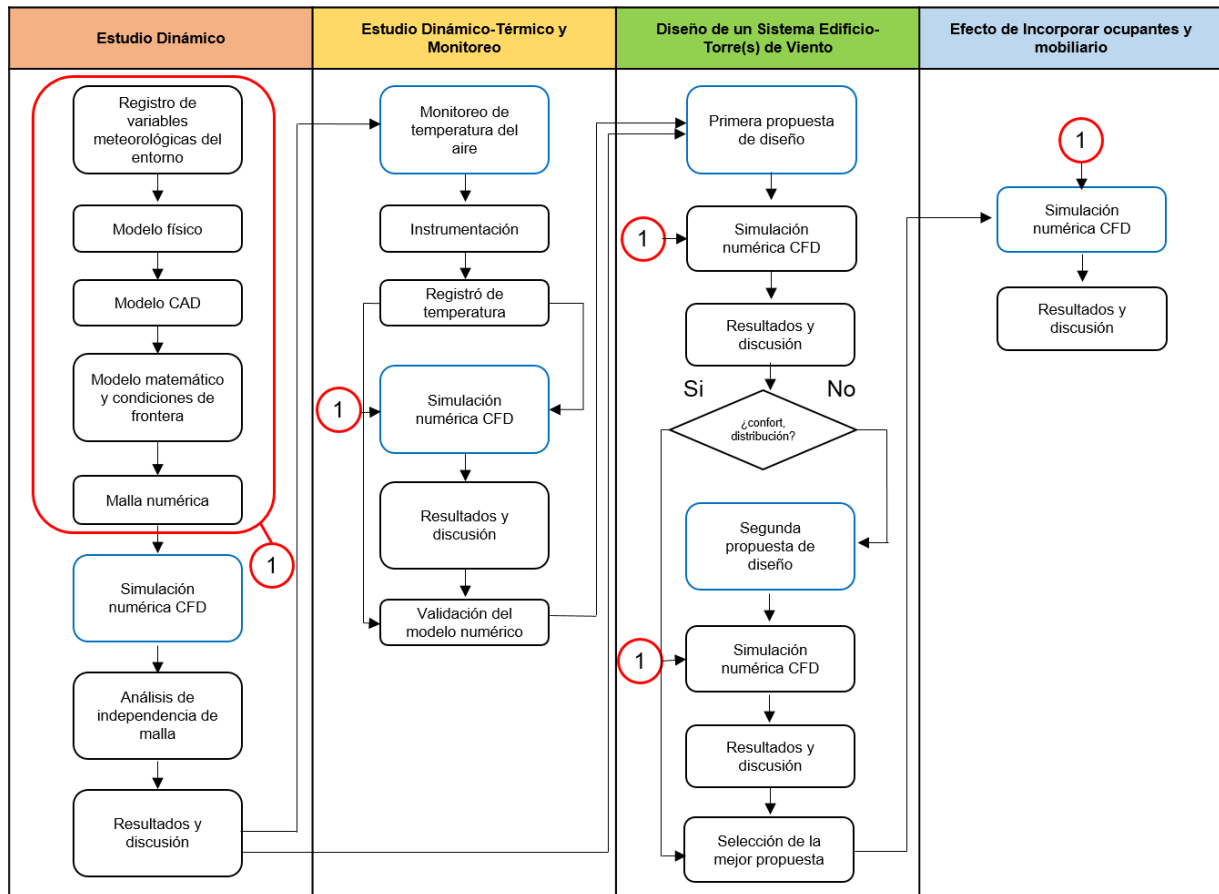 Estudio Dinámico
Estudio Dinámico-Térmico y
Monitoreo
Diseño de un Sistema Edificio-
Torre(s) de Viento
Efecto de Incorporar ocupantes y
mobiliario
Registro de
variables
meteorológicas del
entorno
Modelo físico
Modelo CAD
Modelo matemático
y condiciones de
frontera
Malla numérica
1
Simulación
numérica CFD
Análisis de
independencia de
malla
Resultados y
discusión
Monitoreo de
temperatura del
aire
Instrumentación
Registró de
temperatura
1
Simulación
numérica CFD
Resultados y
discusión
Validación del
modelo numérico
Primera propuesta
de diseño
1
Simulación
numérica CFD
Resultados y
discusión
Si
No
¿confort,
distribución?
Segunda
propuesta de
diseño
1
Simulación
numérica CFD
Resultados y
discusión
Selección de la
mejor propuesta
1
Simulación
numérica CFD
Resultados y
discusión